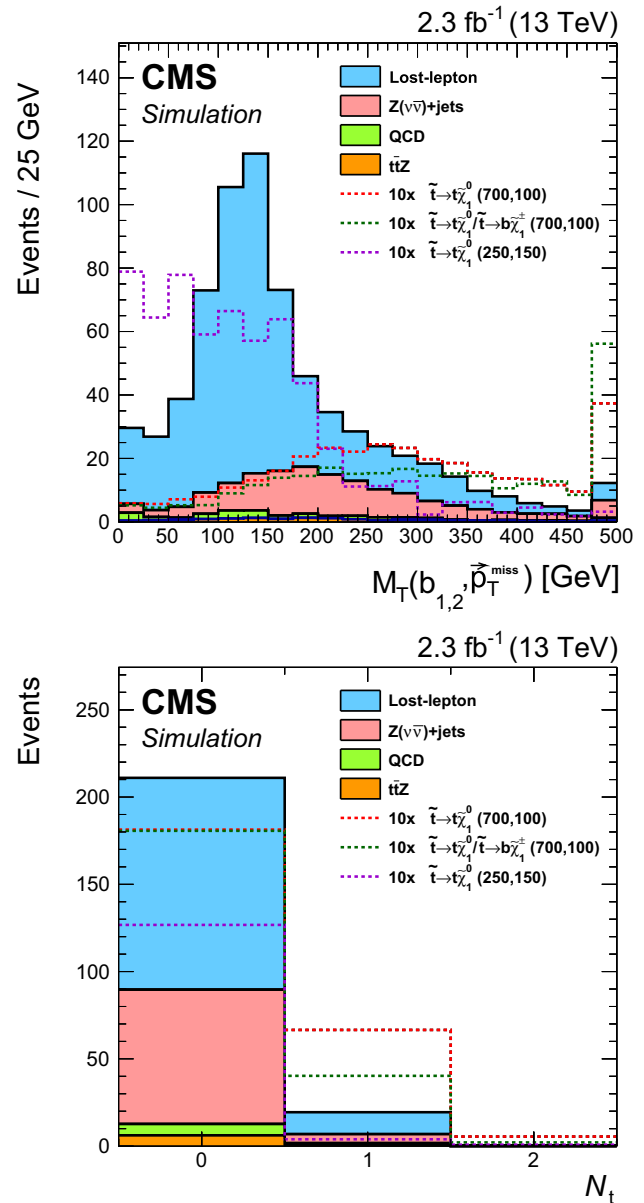 2.3 fb⁻¹ (13 TeV)
CMS
Simulation
Lost-lepton
Z(νν̄)+jets
QCD
tt̄Z
10x t̃→tχ̃₁⁰ (700,100)
10x t̃→tχ̃₁⁰/t̃→bχ̃₁± (700,100)
10x t̃→tχ̃₁⁰ (250,150)
Events / 25 GeV
140
120
100
80
60
40
20
0
0 50 100 150 200 250 300 350 400 450 500
M_T(b₁,₂,p⃗_T^miss) [GeV]
2.3 fb⁻¹ (13 TeV)
CMS
Simulation
Lost-lepton
Z(νν̄)+jets
QCD
tt̄Z
10x t̃→tχ̃₁⁰ (700,100)
10x t̃→tχ̃₁⁰/t̃→bχ̃₁± (700,100)
10x t̃→tχ̃₁⁰ (250,150)
Events
250
200
150
100
50
0
0 1 2
N_t